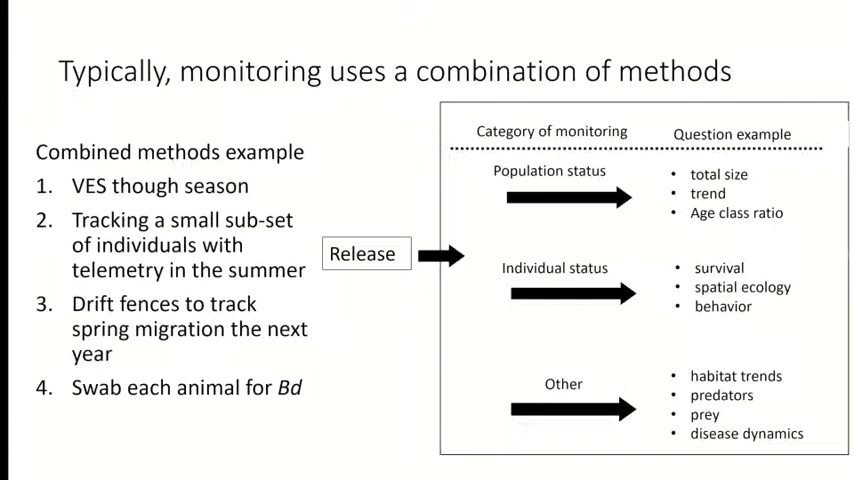 Typically, monitoring uses a combination of methods
Combined methods example
1. VES though season
2. Tracking a small sub-set
of individuals with
telemetry in the summer
3. Drift fences to track
spring migration the next
year
4. Swab each animal for Bd
Release
Category of monitoring
Question example
Population status
• total size
• trend
• Age class ratio
Individual status
• survival
• spatial ecology
• behavior
Other
• habitat trends
• predators
• prey
• disease dynamics